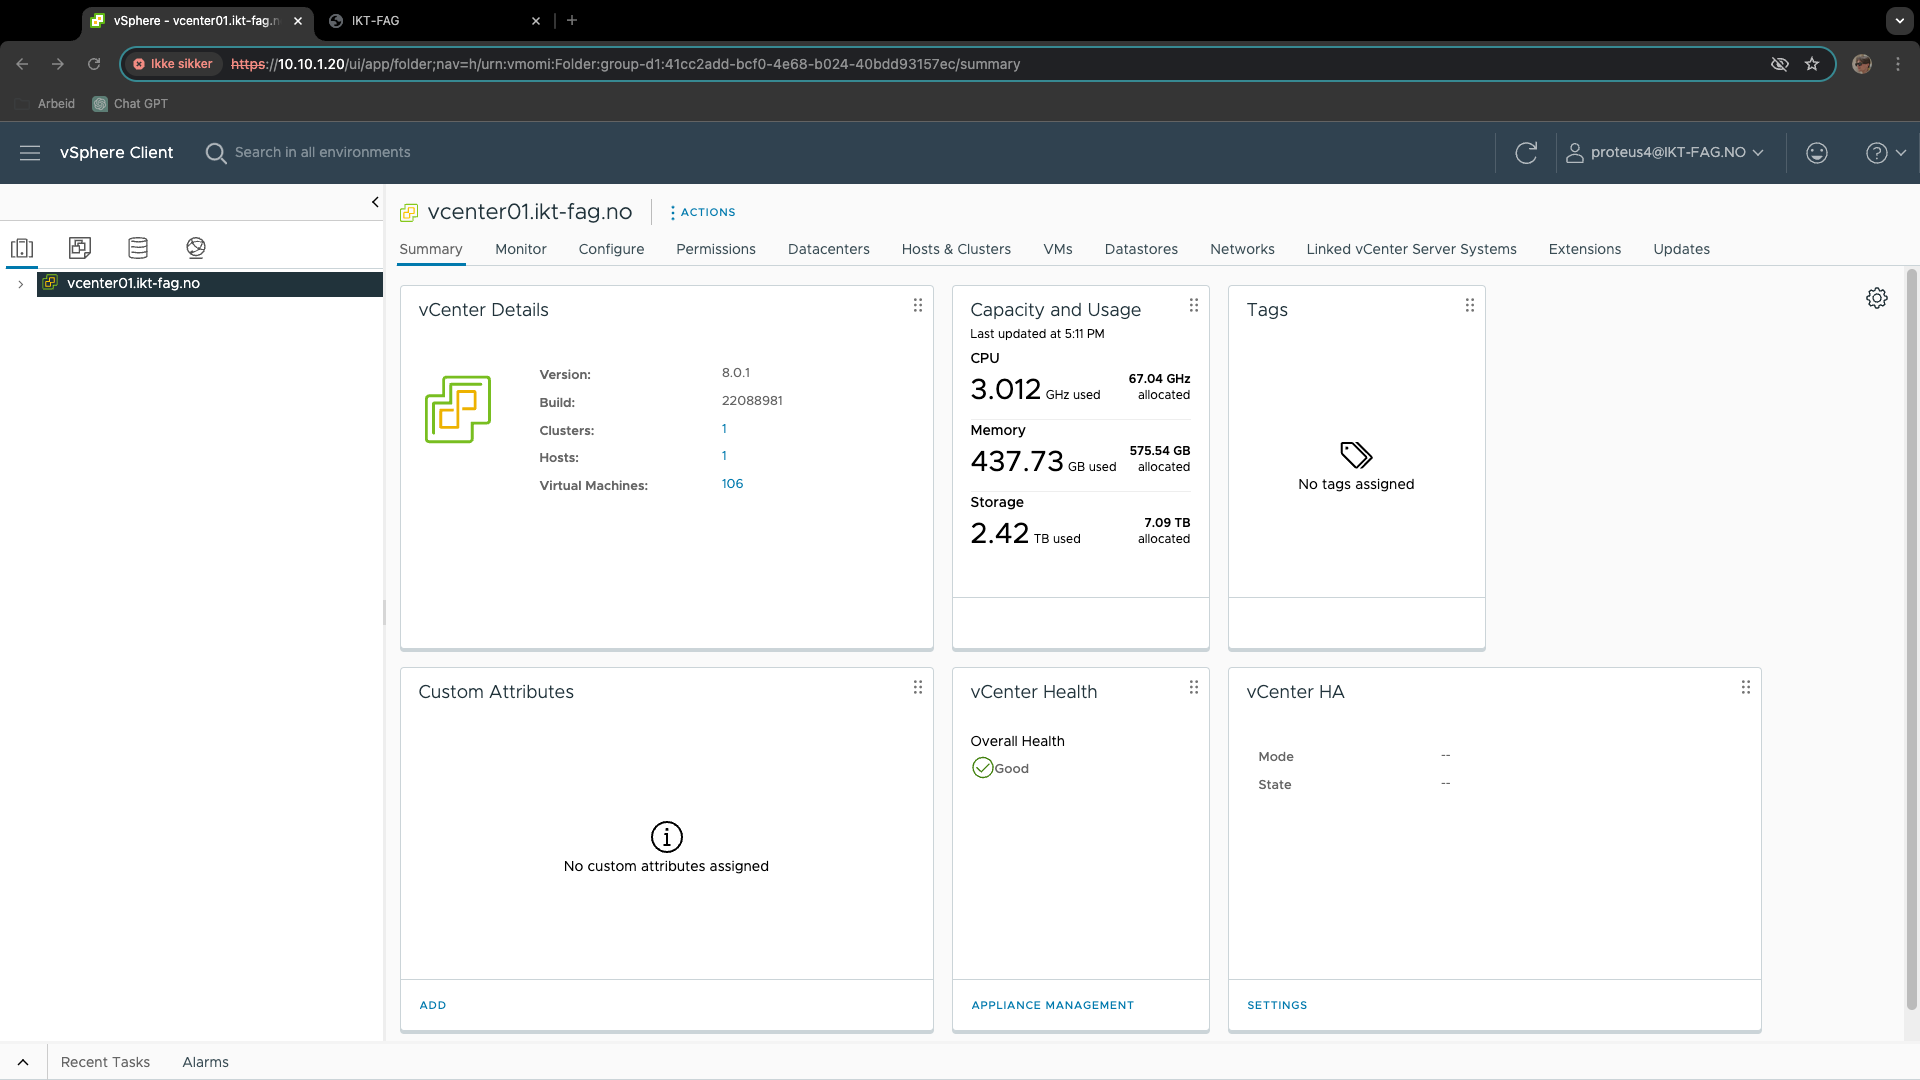 vSphere - vcenter01.ikt-fag.n
IKT-FAG
Ikke sikker
https://10.10.1.20/ui/app/folder;nav=h/urn:vmomi:Folder:group-d1:41cc2add-bcf0-4e68-b024-40bdd93157ec/summary
Arbeid
Chat GPT
vSphere Client
Search in all environments
proteus4@IKT-FAG.NO
vcenter01.ikt-fag.no
ACTIONS
Summary
Monitor
Configure
Permissions
Datacenters
Hosts & Clusters
VMs
Datastores
Networks
Linked vCenter Server Systems
Extensions
Updates
vcenter01.ikt-fag.no
vCenter Details
Version: 8.0.1
Build: 22088981
Clusters: 1
Hosts: 1
Virtual Machines: 106
Capacity and Usage
Last updated at 5:11 PM
CPU
3.012 GHz used
67.04 GHz
allocated
Memory
437.73 GB used
575.54 GB
allocated
Storage
2.42 TB used
7.09 TB
allocated
Tags
No tags assigned
Custom Attributes
No custom attributes assigned
ADD
vCenter Health
Overall Health
Good
APPLIANCE MANAGEMENT
vCenter HA
Mode --
State --
SETTINGS
Recent Tasks
Alarms